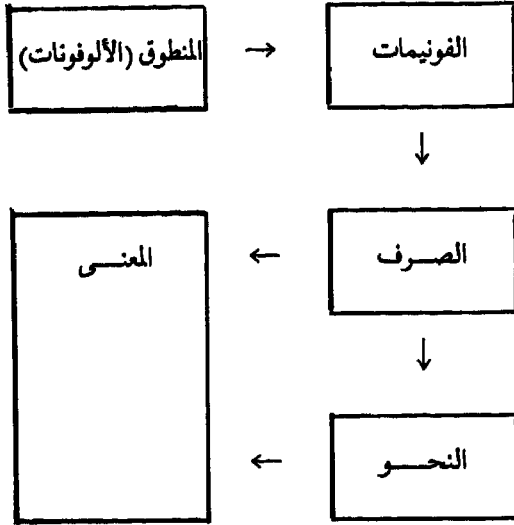 الفونيمات → المنطوق (الألوفونات)
↓
الصرف ← المعنى
↓
النحو ←